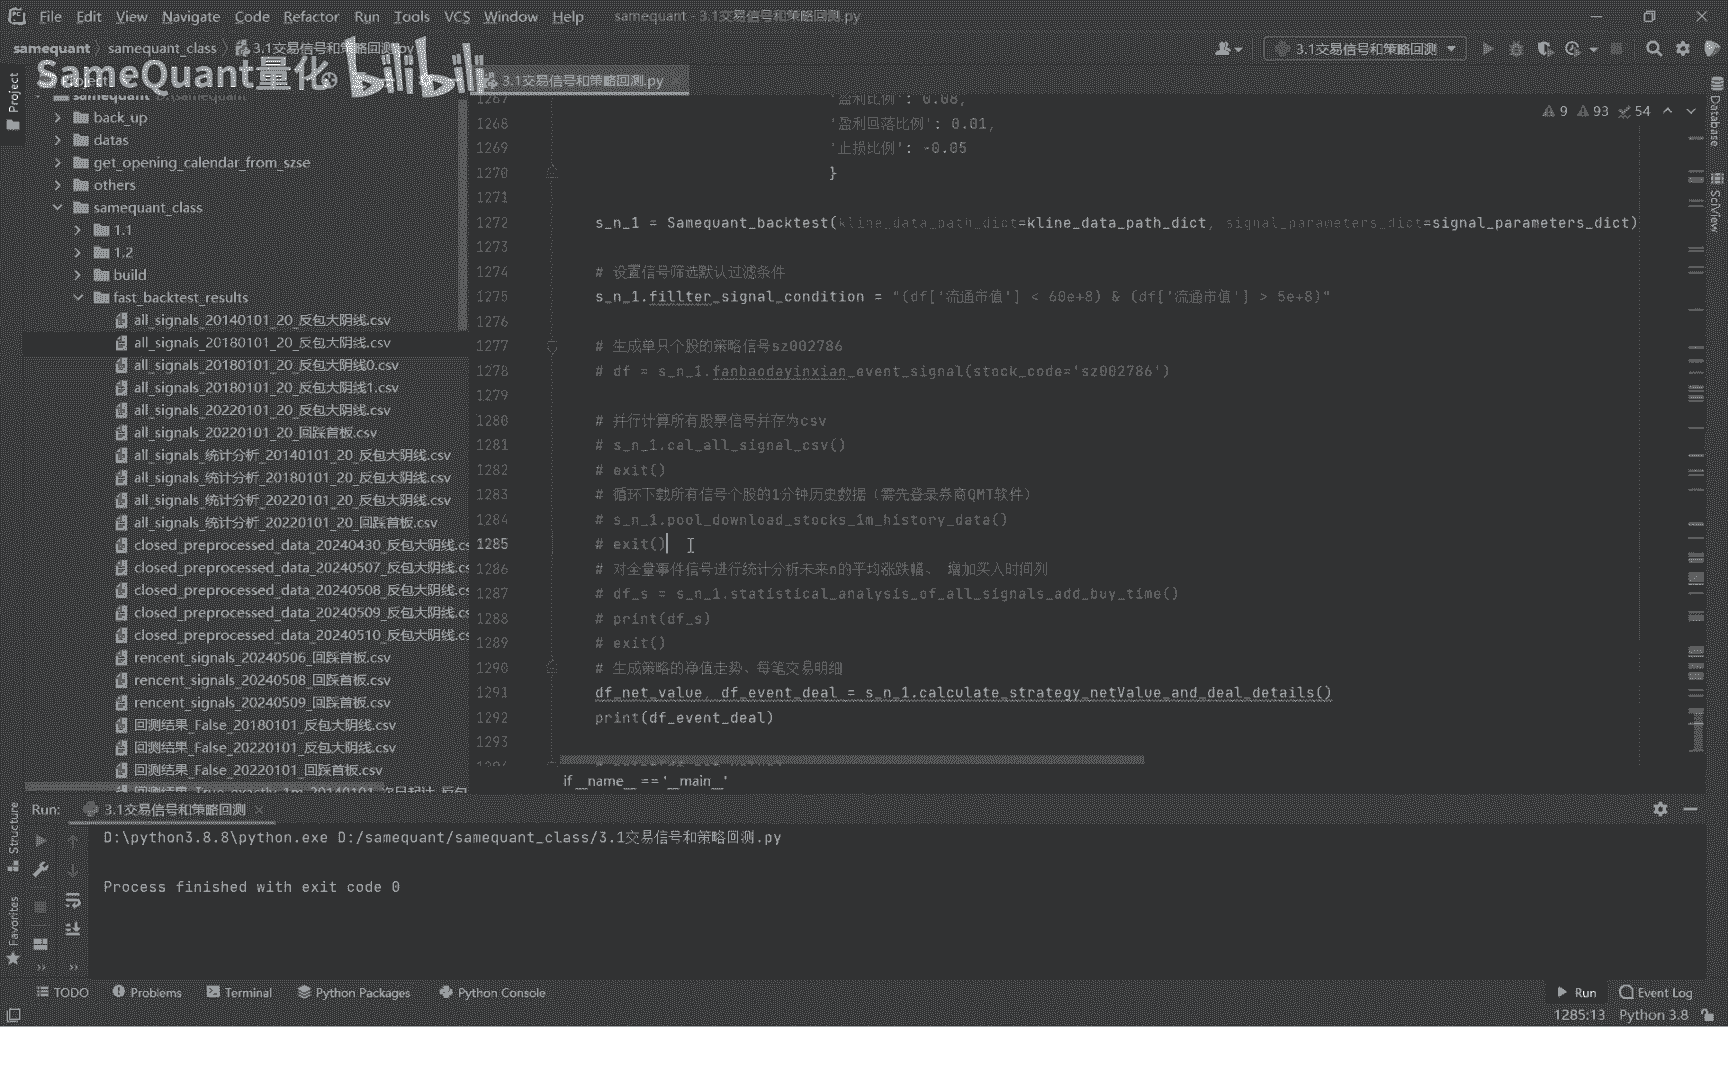 File Edit View Navigate Code Refactor Run Tools VCS Window Help samequant - 3.1交易信号和策略回测.py
samequant samequant_class 3.1交易信号和策略回测.py 3.1交易信号和策略回测
SameQuant量化 bilibili
3.1交易信号和策略回测.py
Project
samequant D:\samequant
back_up
datas
get_opening_calendar_from_szse
others
samequant_class
1.1
1.2
build
fast_backtest_results
all_signals_20140101_20_反包大阴线.csv
all_signals_20180101_20_反包大阴线.csv
all_signals_20180101_20_反包大阴线0.csv
all_signals_20180101_20_反包大阴线1.csv
all_signals_20220101_20_反包大阴线.csv
all_signals_20220101_20_回踩首板.csv
all_signals_统计分析_20140101_20_反包大阴线.csv
all_signals_统计分析_20180101_20_反包大阴线.csv
all_signals_统计分析_20220101_20_反包大阴线.csv
all_signals_统计分析_20220101_20_回踩首板.csv
closed_preprocessed_data_20240430_反包大阴线.cs
closed_preprocessed_data_20240507_反包大阴线.cs
closed_preprocessed_data_20240508_反包大阴线.cs
closed_preprocessed_data_20240509_反包大阴线.cs
closed_preprocessed_data_20240510_反包大阴线.cs
rencent_signals_20240506_回踩首板.csv
rencent_signals_20240508_回踩首板.csv
rencent_signals_20240509_回踩首板.csv
回测结果_False_20180101_反包大阴线.csv
回测结果_False_20220101_反包大阴线.csv
回测结果_False_20220101_回踩首板.csv
回测结果_True_exactly_1m_20140101_次日起计_反包
9 93 54
1267 '盈利比例': 0.08,
1268 '盈利回落比例': 0.01,
1269 '止损比例': -0.05
1270 }
1271
1272 s_n_1 = Samequant_backtest(kline_data_path_dict=kline_data_path_dict, signal_parameters_dict=signal_parameters_dict)
1273
1274 # 设置信号筛选默认过滤条件
1275 s_n_1.fillter_signal_condition = "(df['流通市值'] < 60e+8) & (df['流通市值'] > 5e+8)"
1276
1277 # 生成单只个股的策略信号sz002786
1278 # df = s_n_1.fanbaodayinxian_event_signal(stock_code='sz002786')
1279
1280 # 并行计算所有股票信号并存为csv
1281 # s_n_1.cal_all_signal_csv()
1282 # exit()
1283 # 循环下载所有信号个股的1分钟历史数据（需先登录券商QMT软件）
1284 # s_n_1.pool_download_stocks_1m_history_data()
1285 # exit()
1286 # 对全量事件信号进行统计分析未来n的平均涨跌幅、 增加买入时间列
1287 # df_s = s_n_1.statistical_analysis_of_all_signals_add_buy_time()
1288 # print(df_s)
1289 # exit()
1290 # 生成策略的净值走势、每笔交易明细
1291 df_net_value, df_event_deal = s_n_1.calculate_strategy_netValue_and_deal_details()
1292 print(df_event_deal)
1293
if __name__ == '__main__'
Database
SciView
Structure
Favorites
Run: 3.1交易信号和策略回测
D:\python3.8.8\python.exe D:/samequant/samequant_class/3.1交易信号和策略回测.py
Process finished with exit code 0
TODO Problems Terminal Python Packages Python Console Run Event Log
1285:13 Python 3.8